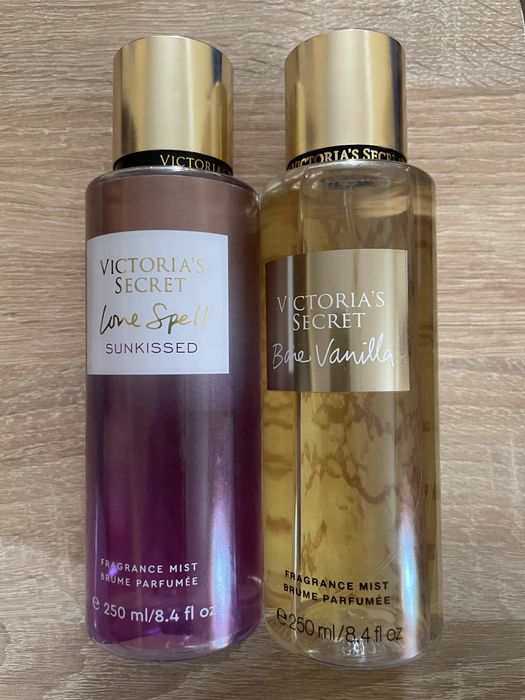 VICTORIA'S
VICTORIA'S
SECRET
Love Spell
SUNKISSED
FRAGRANCE MIST
BRUME PARFUMÉE
e 250 ml/8.4 fl oz
VICTORIA'S SECRET
VICTORIA'S
SECRET
Bare Vanilla
FRAGRANCE MIST
BRUME PARFUMÉE
e 250 ml/8.4 fl oz